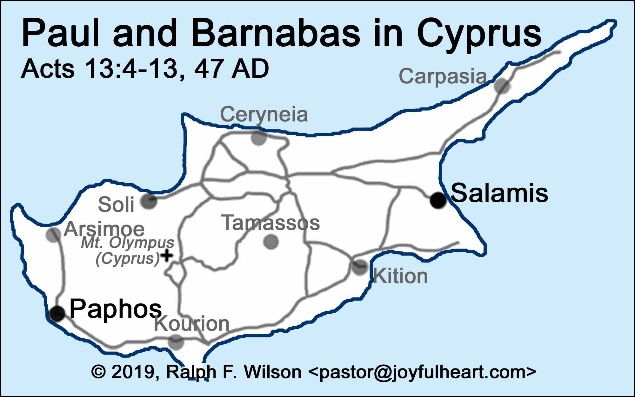 Paul and Barnabas in Cyprus
Acts 13:4-13, 47 AD
Carpasia
Ceryneia
Salamis
Soli
Arsimoe
Tamassos
Mt. Olympus
(Cyprus)
Kition
Paphos
Kourion
© 2019, Ralph F. Wilson <pastor@joyfulheart.com>